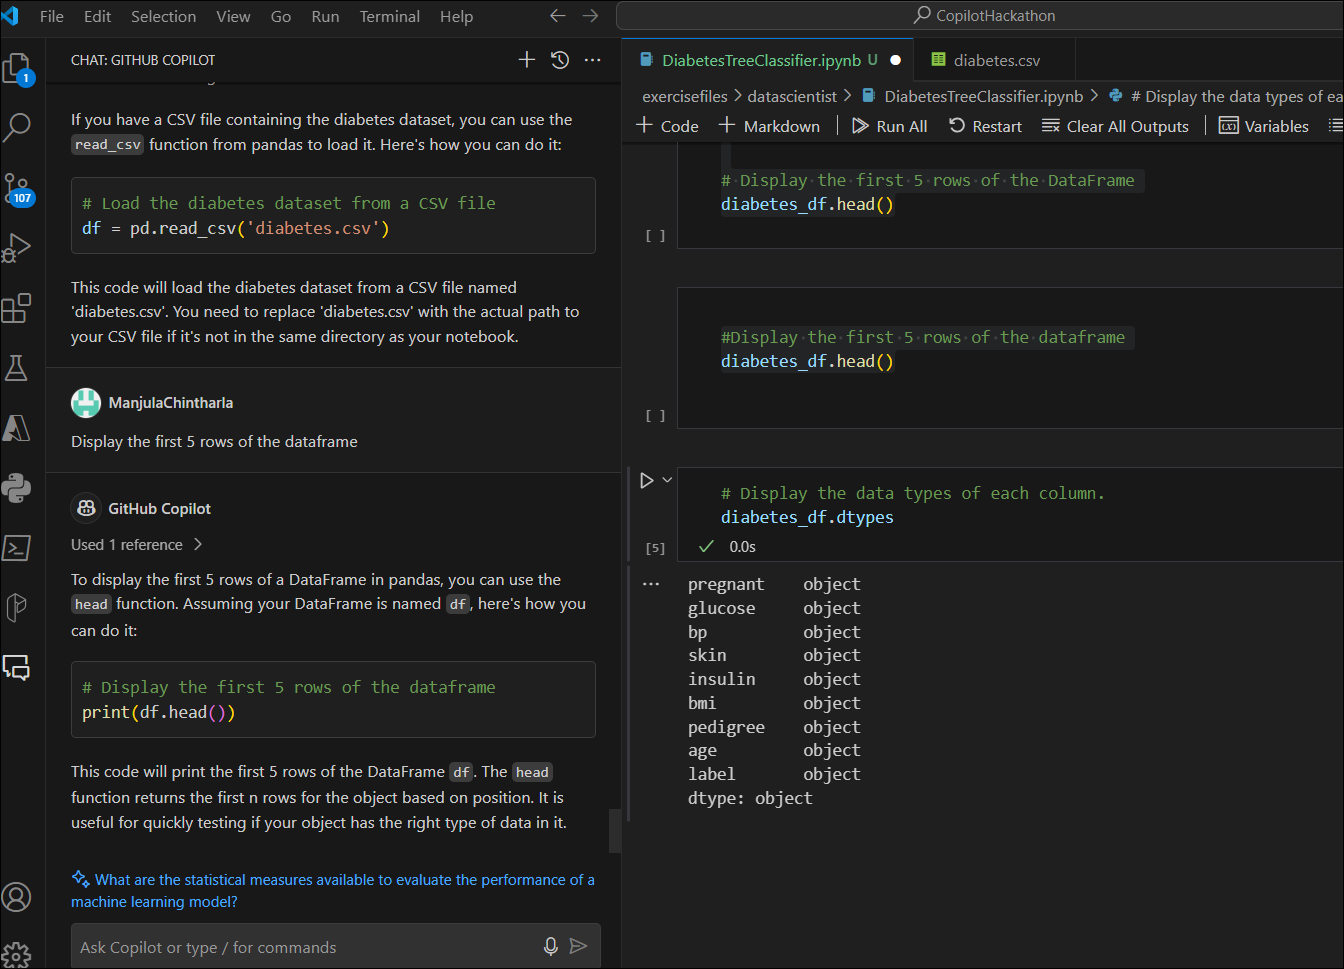 File Edit Selection View Go Run Terminal Help
CopilotHackathon
CHAT: GITHUB COPILOT
If you have a CSV file containing the diabetes dataset, you can use the
read_csv function from pandas to load it. Here's how you can do it:
# Load the diabetes dataset from a CSV file
df = pd.read_csv('diabetes.csv')
This code will load the diabetes dataset from a CSV file named
'diabetes.csv'. You need to replace 'diabetes.csv' with the actual path to
your CSV file if it's not in the same directory as your notebook.
ManjulaChintharla
Display the first 5 rows of the dataframe
GitHub Copilot
Used 1 reference
To display the first 5 rows of a DataFrame in pandas, you can use the
head function. Assuming your DataFrame is named df, here's how you
can do it:
# Display the first 5 rows of the dataframe
print(df.head())
This code will print the first 5 rows of the DataFrame df. The head
function returns the first n rows for the object based on position. It is
useful for quickly testing if your object has the right type of data in it.
What are the statistical measures available to evaluate the performance of a
machine learning model?
Ask Copilot or type / for commands
1
107
DiabetesTreeClassifier.ipynb U
diabetes.csv
exercisefiles > datascientist > DiabetesTreeClassifier.ipynb > # Display the data types of ea
+ Code + Markdown Run All Restart Clear All Outputs Variables
# Display the first 5 rows of the DataFrame
diabetes_df.head()
[ ]
#Display the first 5 rows of the dataframe
diabetes_df.head()
[ ]
# Display the data types of each column.
diabetes_df.dtypes
[5] 0.0s
pregnant object
glucose object
bp object
skin object
insulin object
bmi object
pedigree object
age object
label object
dtype: object